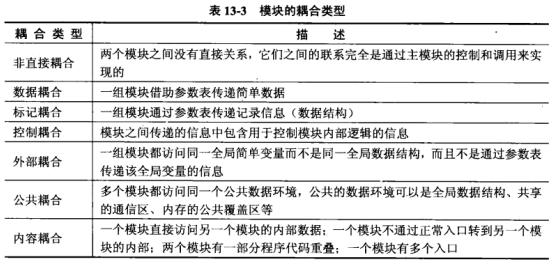 表 13-3 模块的耦合类型
耦 合 类 型 描 述
非直接耦合 两个模块之间没有直接关系，它们之间的联系完全是通过主模块的控制和调用来实
现的
数据耦合 一组模块借助参数表传递简单数据
标记耦合 一组模块通过参数表传递记录信息（数据结构）
控制耦合 模块之间传递的信息中包含用于控制模块内部逻辑的信息
外部耦合 一组模块都访问同一全局简单变量而不是同一全局数据结构，而且不是通过参数表
传递该全局变量的信息
公共耦合 多个模块都访问同一个公共数据环境，公共的数据环境可以是全局数据结构、共享
的通信区、内存的公共覆盖区等
内容耦合 一个模块直接访问另一个模块的内部数据；一个模块不通过正常入口转到另一个模
块的内部；两个模块有一部分程序代码重叠；一个模块有多个入口